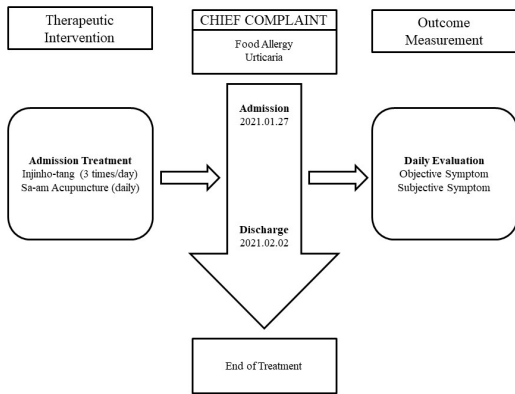 Therapeutic
Intervention
CHIEF COMPLAINT
Food Allergy
Urticaria
Outcome
Measurement
Admission
2021.01.27
Admission Treatment
Injinho-tang (3 times/day)
Sa-am Acupuncture (daily)
Daily Evaluation
Objective Symptom
Subjective Symptom
Discharge
2021.02.02
End of Treatment